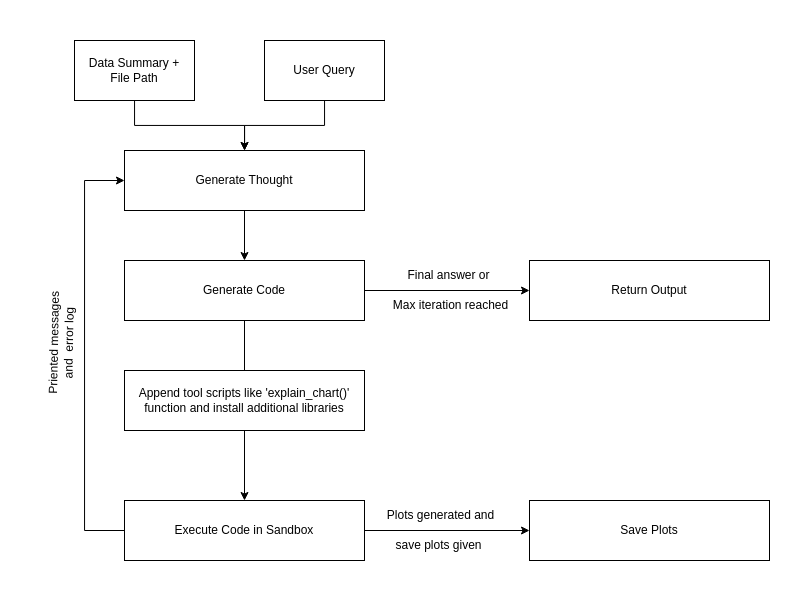 Data Summary +
File Path
User Query
Generate Thought
Generate Code
Final answer or
Max iteration reached
Return Output
Priented messages
and error log
Append tool scripts like 'explain_chart()'
function and install additional libraries
Execute Code in Sandbox
Plots generated and
save plots given
Save Plots